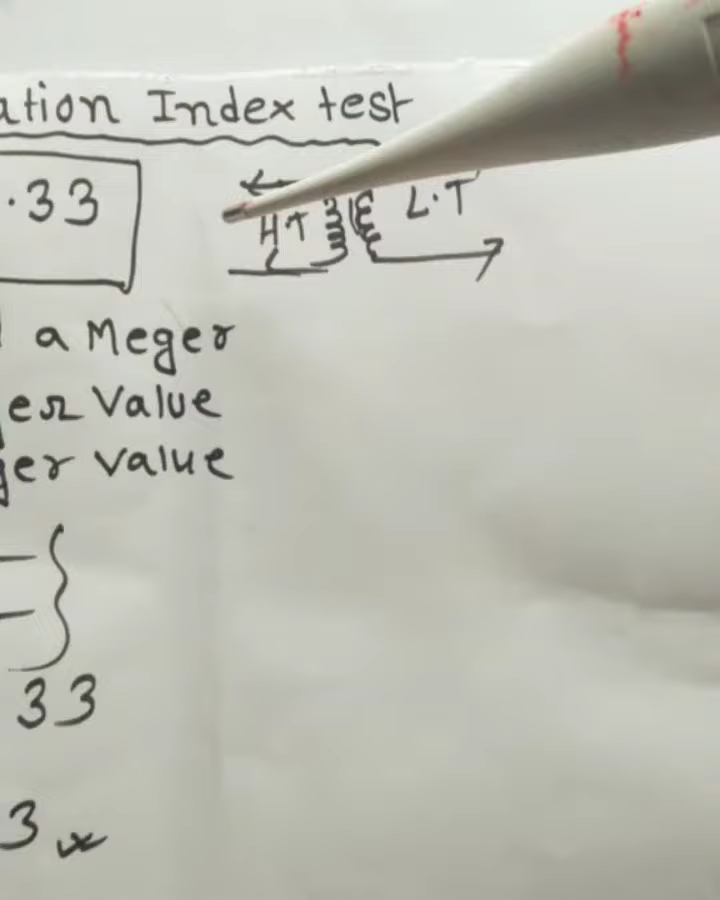 ation Index test
.33
HT L.T
a Meger
er Value
ger value
33
3